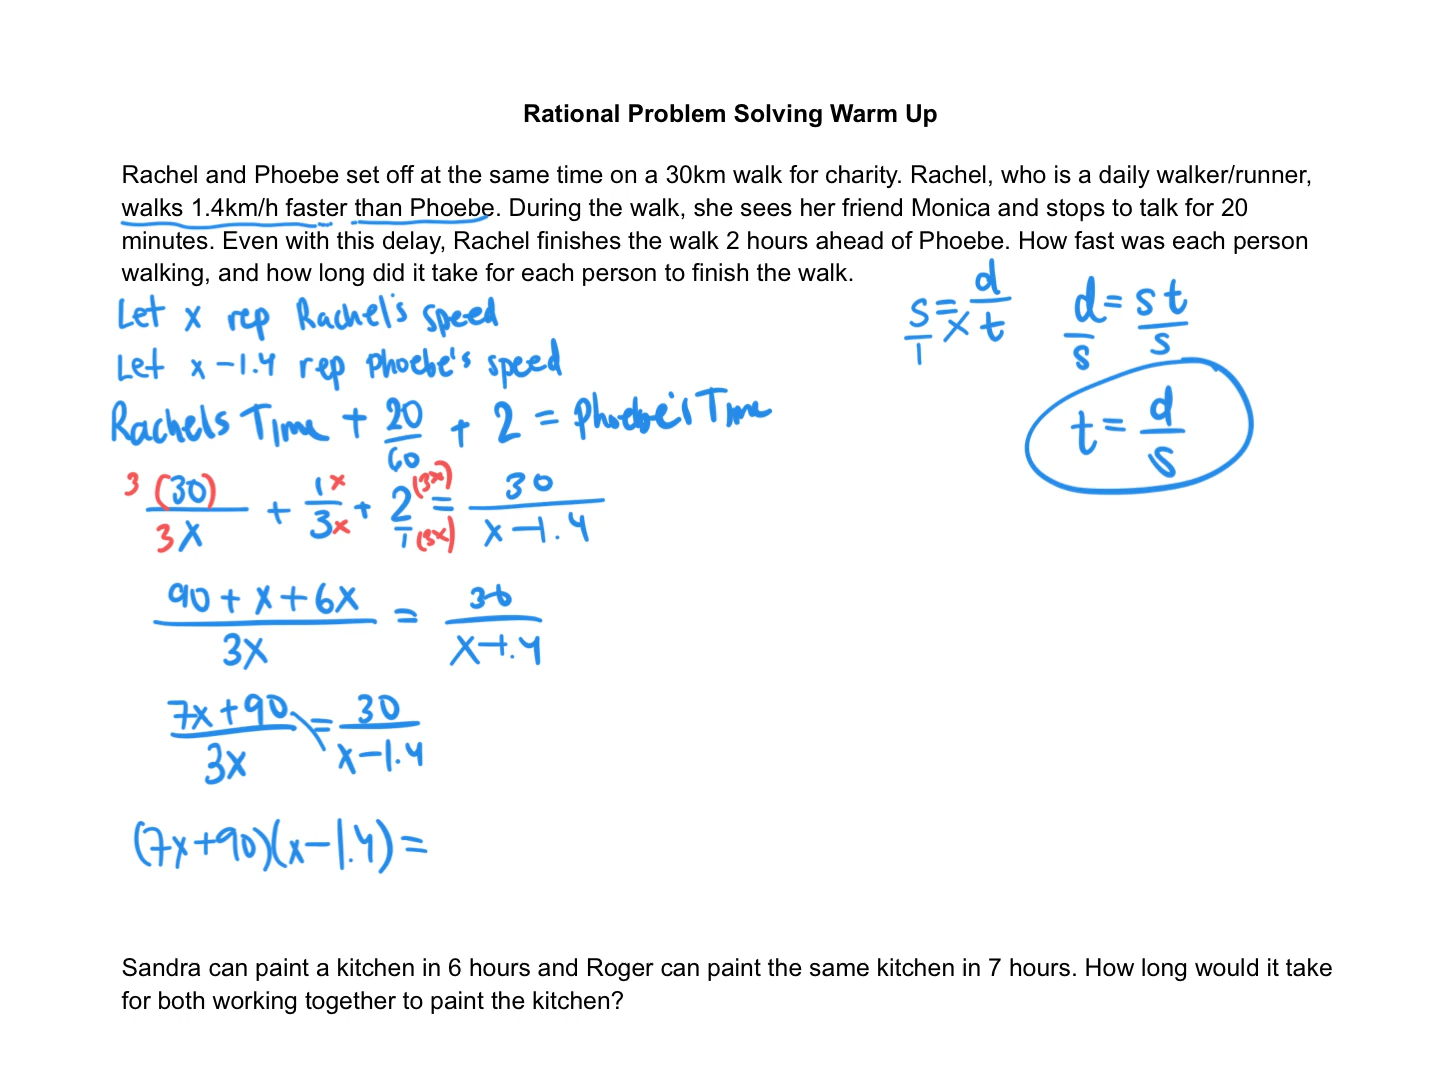 Rational Problem Solving Warm Up
Rachel and Phoebe set off at the same time on a 30km walk for charity. Rachel, who is a daily walker/runner,
walks 1.4km/h faster than Phoebe. During the walk, she sees her friend Monica and stops to talk for 20
minutes. Even with this delay, Rachel finishes the walk 2 hours ahead of Phoebe. How fast was each person
walking, and how long did it take for each person to finish the walk.
Let x rep Rachel's speed
Let x - 1.4 rep Phoebe's speed
Rachels Time + 20/60 + 2 = Phoebe's Time
3(30)/3x + 1x/3x + 2(3x)/1(3x) = 30/x-1.4
90 + x + 6x/3x = 30/x-1.4
7x + 90/3x = 30/x-1.4
(7x+90)(x-1.4) =
s/1 = d/t
d/s = st/s
t = d/s
Sandra can paint a kitchen in 6 hours and Roger can paint the same kitchen in 7 hours. How long would it take
for both working together to paint the kitchen?